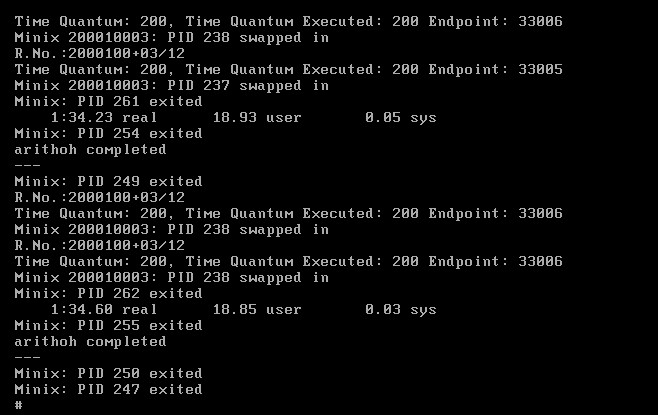 Time Quantum: 200, Time Quantum Executed: 200 Endpoint: 33006
Minix 200010003: PID 238 swapped in
R.No.:2000100+03/12
Time Quantum: 200, Time Quantum Executed: 200 Endpoint: 33005
Minix 200010003: PID 237 swapped in
Minix: PID 261 exited
1:34.23 real 18.93 user 0.05 sys
Minix: PID 254 exited
arithoh completed
---
Minix: PID 249 exited
R.No.:2000100+03/12
Time Quantum: 200, Time Quantum Executed: 200 Endpoint: 33006
Minix 200010003: PID 238 swapped in
R.No.:2000100+03/12
Time Quantum: 200, Time Quantum Executed: 200 Endpoint: 33006
Minix 200010003: PID 238 swapped in
Minix: PID 262 exited
1:34.60 real 18.85 user 0.03 sys
Minix: PID 255 exited
arithoh completed
---
Minix: PID 250 exited
Minix: PID 247 exited
#